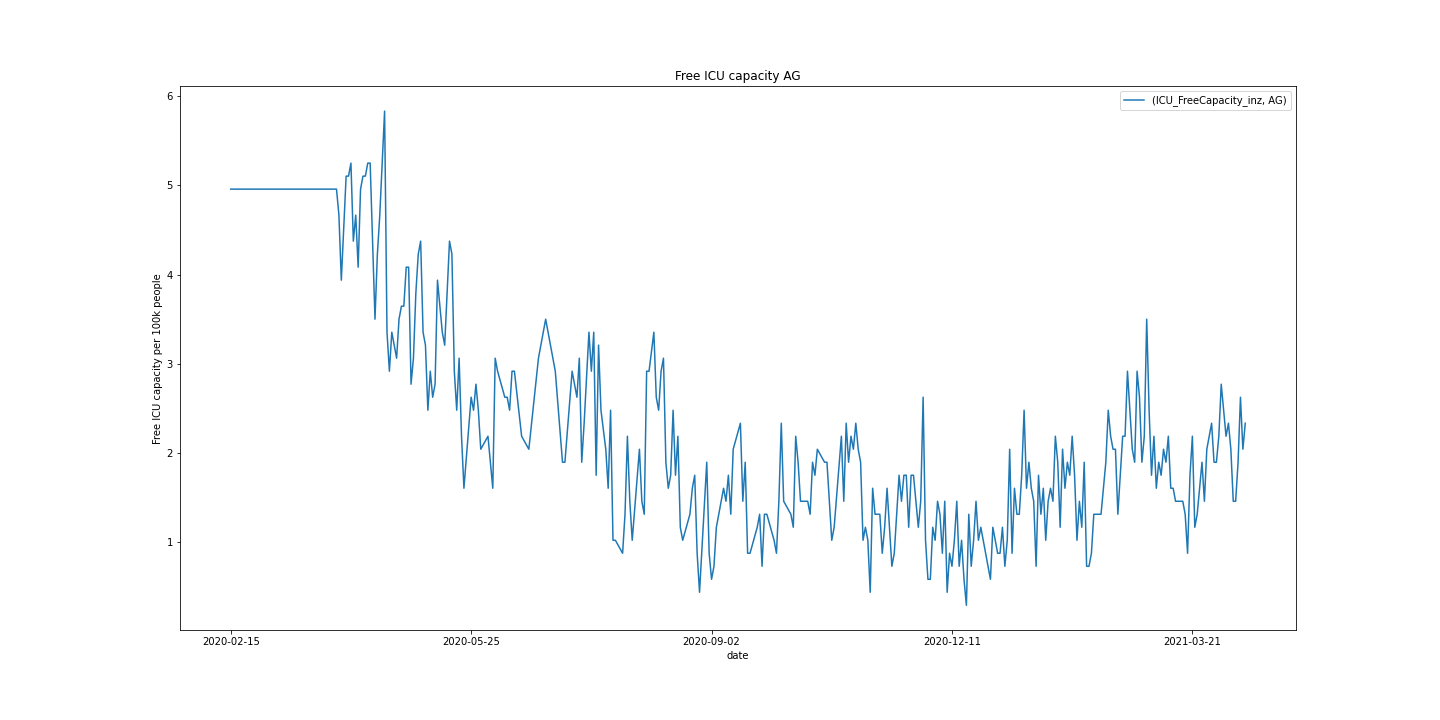 Free ICU capacity AG
(ICU_FreeCapacity_inz, AG)
Free ICU capacity per 100k people
6
5
4
3
2
1
2020-02-15
2020-05-25
2020-09-02
2020-12-11
2021-03-21
date